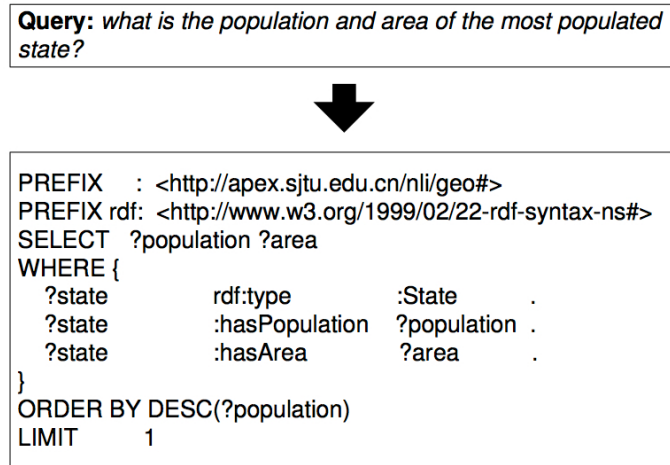 Query: what is the population and area of the most populated
state?
PREFIX : <http://apex.sjtu.edu.cn/nli/geo#>
PREFIX rdf: <http://www.w3.org/1999/02/22-rdf-syntax-ns#>
SELECT ?population ?area
WHERE {
?state rdf:type :State .
?state :hasPopulation ?population .
?state :hasArea ?area .
}
ORDER BY DESC(?population)
LIMIT 1